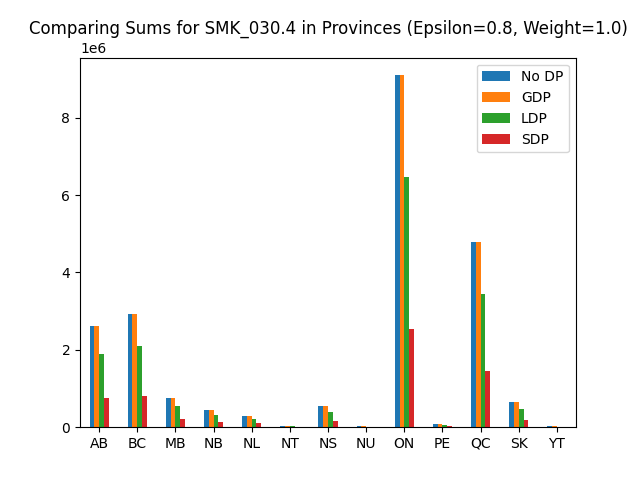 Comparing Sums for SMK_030.4 in Provinces (Epsilon=0.8, Weight=1.0)
1e6
No DP
GDP
LDP
SDP
8
6
4
2
0
AB BC MB NB NL NT NS NU ON PE QC SK YT